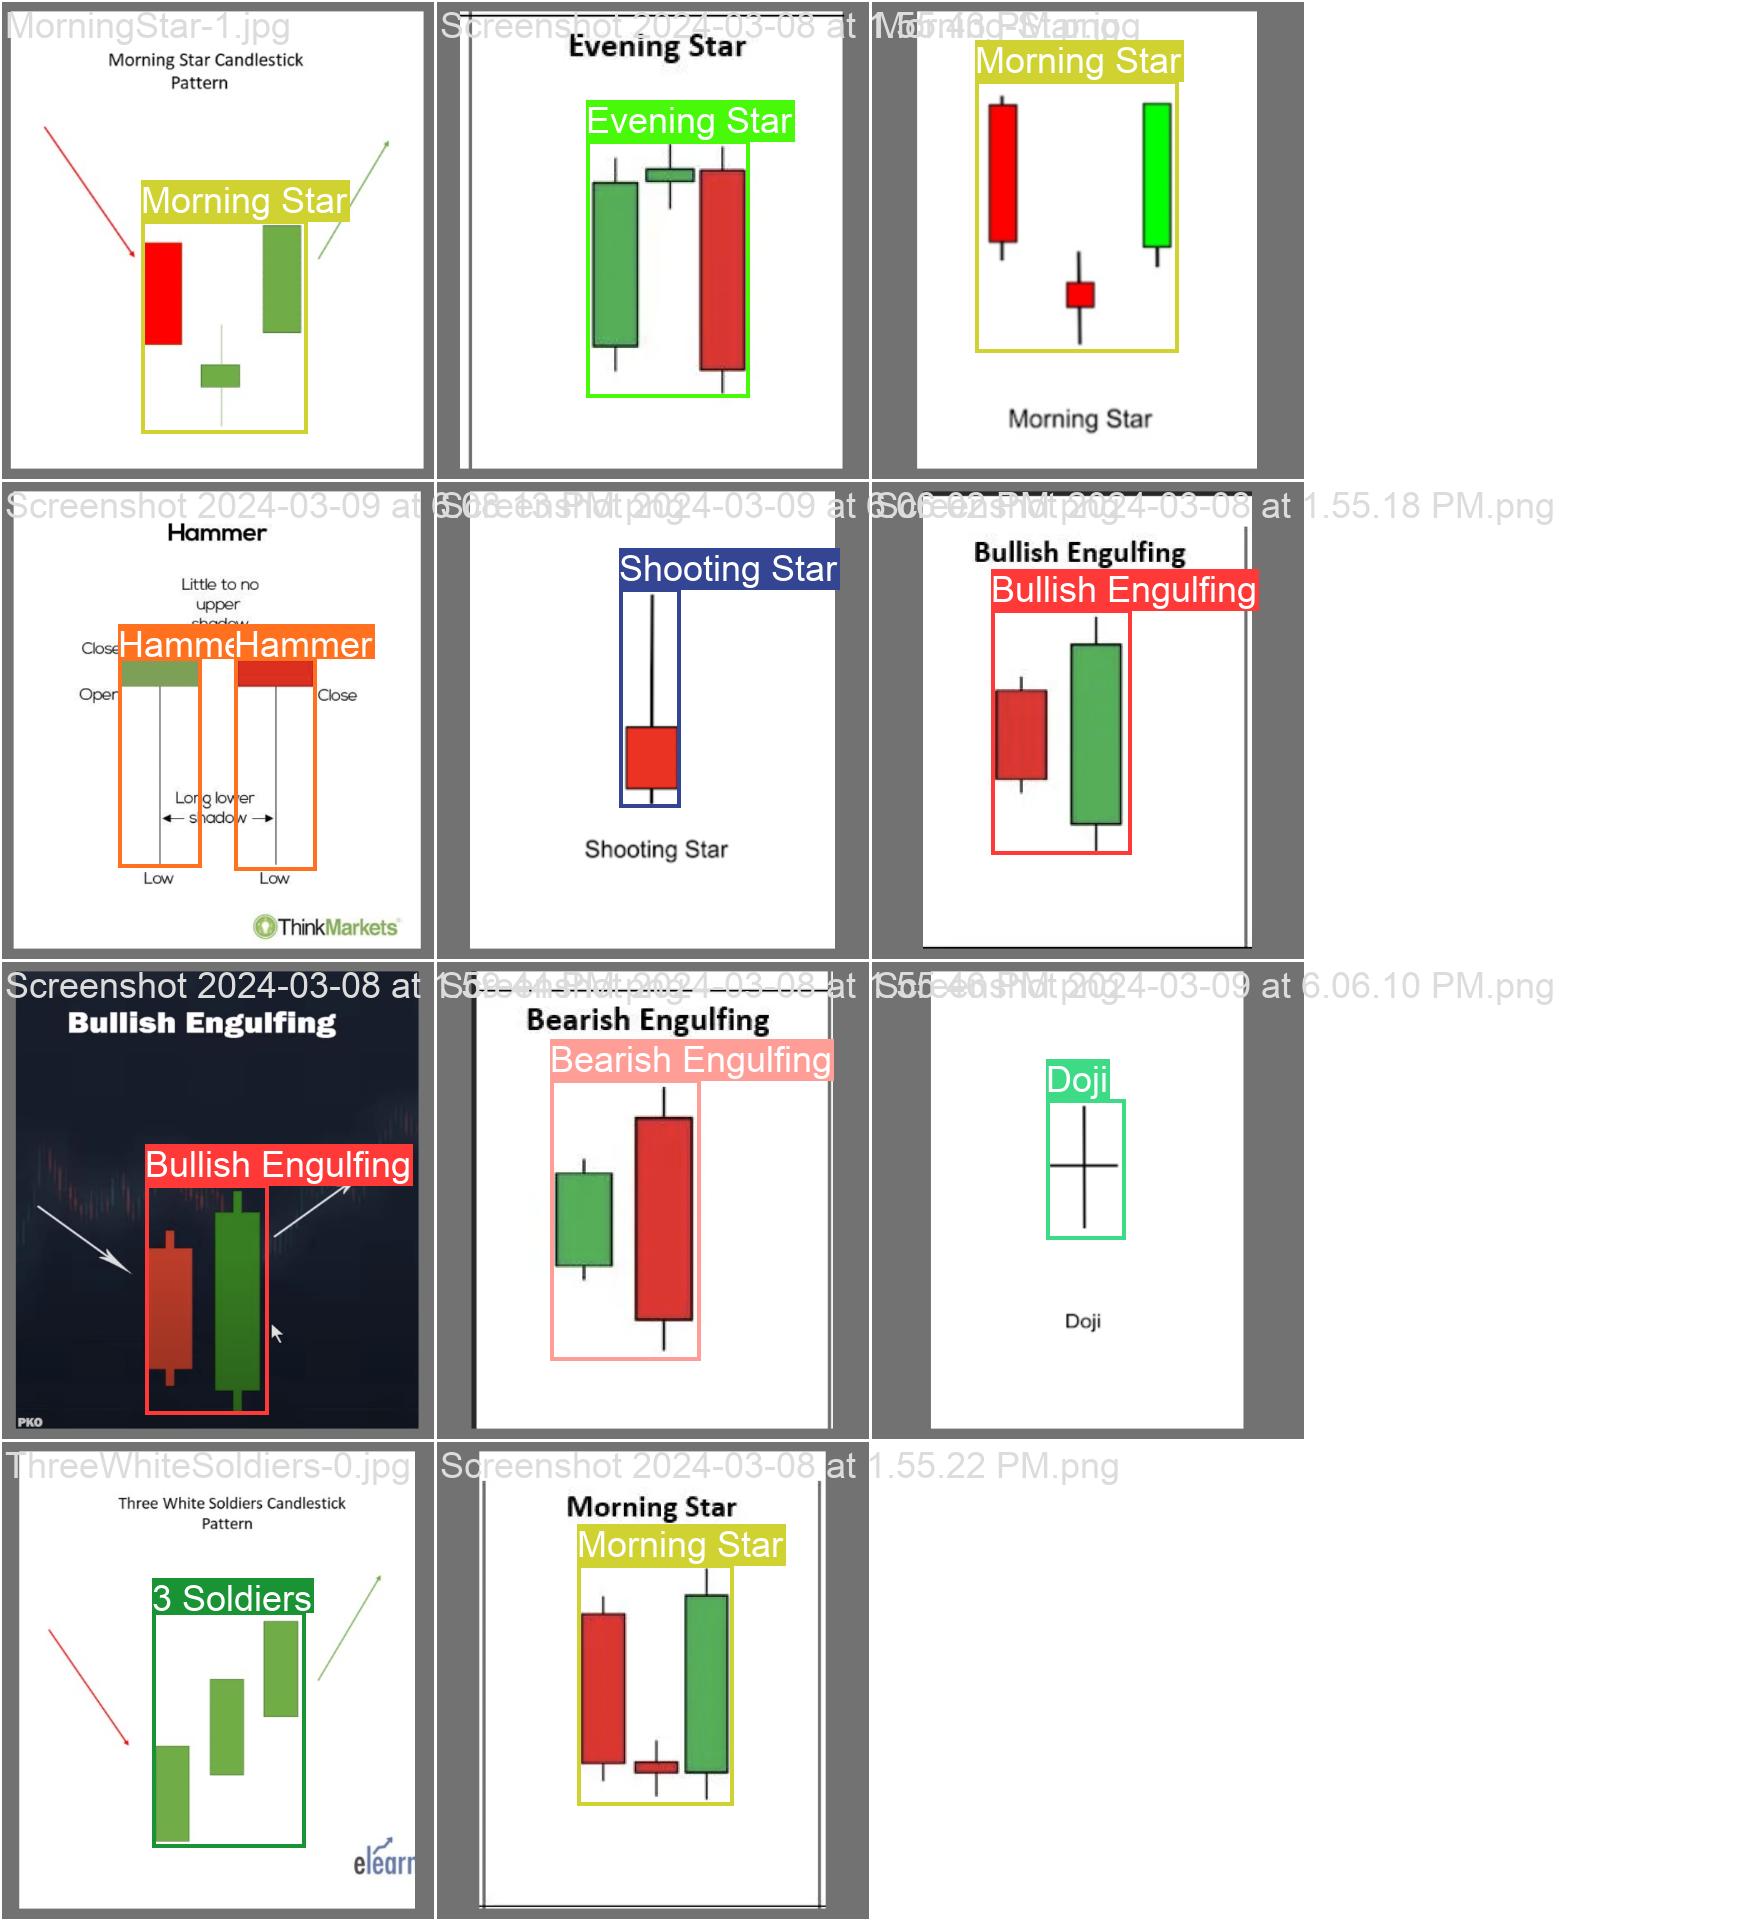 MorningStar-1.jpg
Morning Star Candlestick
Pattern
Morning Star
Screenshot 2024-03-08 at 1.55.43 PM.png
Evening Star
Evening Star
Morning-Star.png
Morning Star
Morning Star
Screenshot 2024-03-09 at 6.08.13 PM.png
Hammer
Little to no
upper
shadow
Close
Hamme
Hammer
Open
Close
Long lower
shadow
Low
Low
ThinkMarkets
Screenshot 2024-03-09 at 6.06.02 PM.png
Shooting Star
Shooting Star
Screenshot 2024-03-08 at 1.55.18 PM.png
Bullish Engulfing
Bullish Engulfing
Screenshot 2024-03-08 at
Bullish Engulfing
Bullish Engulfing
PKO
Screenshot 2024-03-08 at 1.55.46 PM.png
Bearish Engulfing
Bearish Engulfing
Screenshot 2024-03-09 at 6.06.10 PM.png
Doji
Doji
ThreeWhiteSoldiers-0.jpg
Three White Soldiers Candlestick
Pattern
3 Soldiers
elearn
Screenshot 2024-03-08 at 1.55.22 PM.png
Morning Star
Morning Star